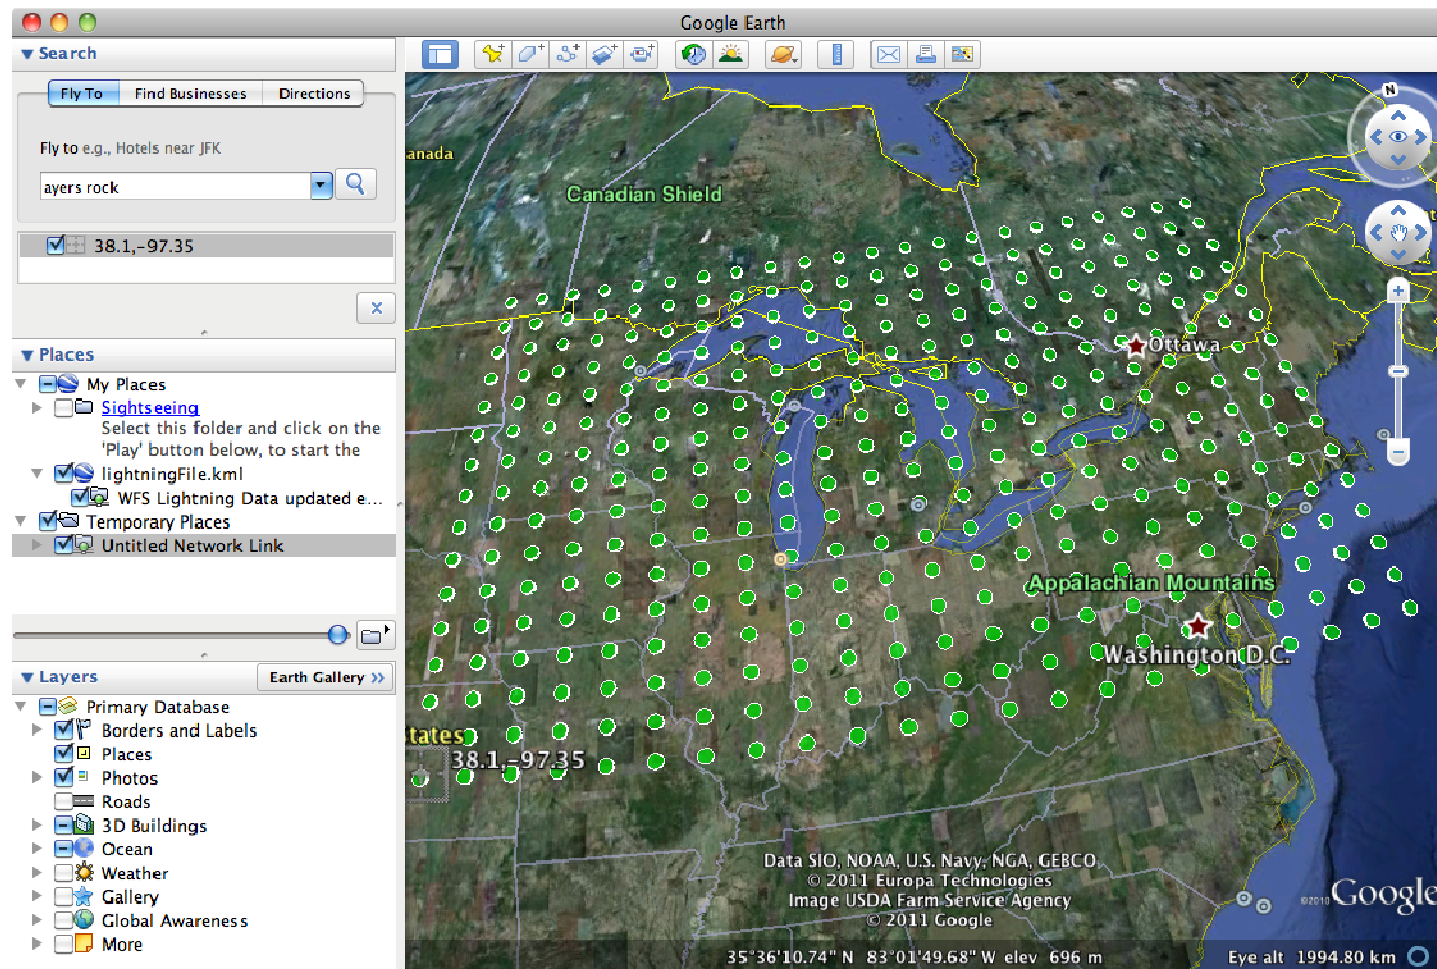 Google Earth
Search
Fly To
Find Businesses
Directions
Fly to e.g., Hotels near JFK
ayers rock
38.1,-97.35
Places
My Places
Sightseeing
Select this folder and click on the
'Play' button below, to start the
lightningFile.kml
WFS Lightning Data updated e...
Temporary Places
Untitled Network Link
Layers
Earth Gallery >>
Primary Database
Borders and Labels
Places
Photos
Roads
3D Buildings
Ocean
Weather
Gallery
Global Awareness
More
N
anada
Canadian Shield
Ottawa
Appalachian Mountains
Washington D.C.
tates
38.1,-97.35
Data SIO, NOAA, U.S. Navy, NGA, GEBCO
© 2011 Europa Technologies
Image USDA Farm Service Agency
© 2011 Google
©2010 Google
35°36'10.74" N 83°01'49.68" W elev 696 m
Eye alt 1994.80 km